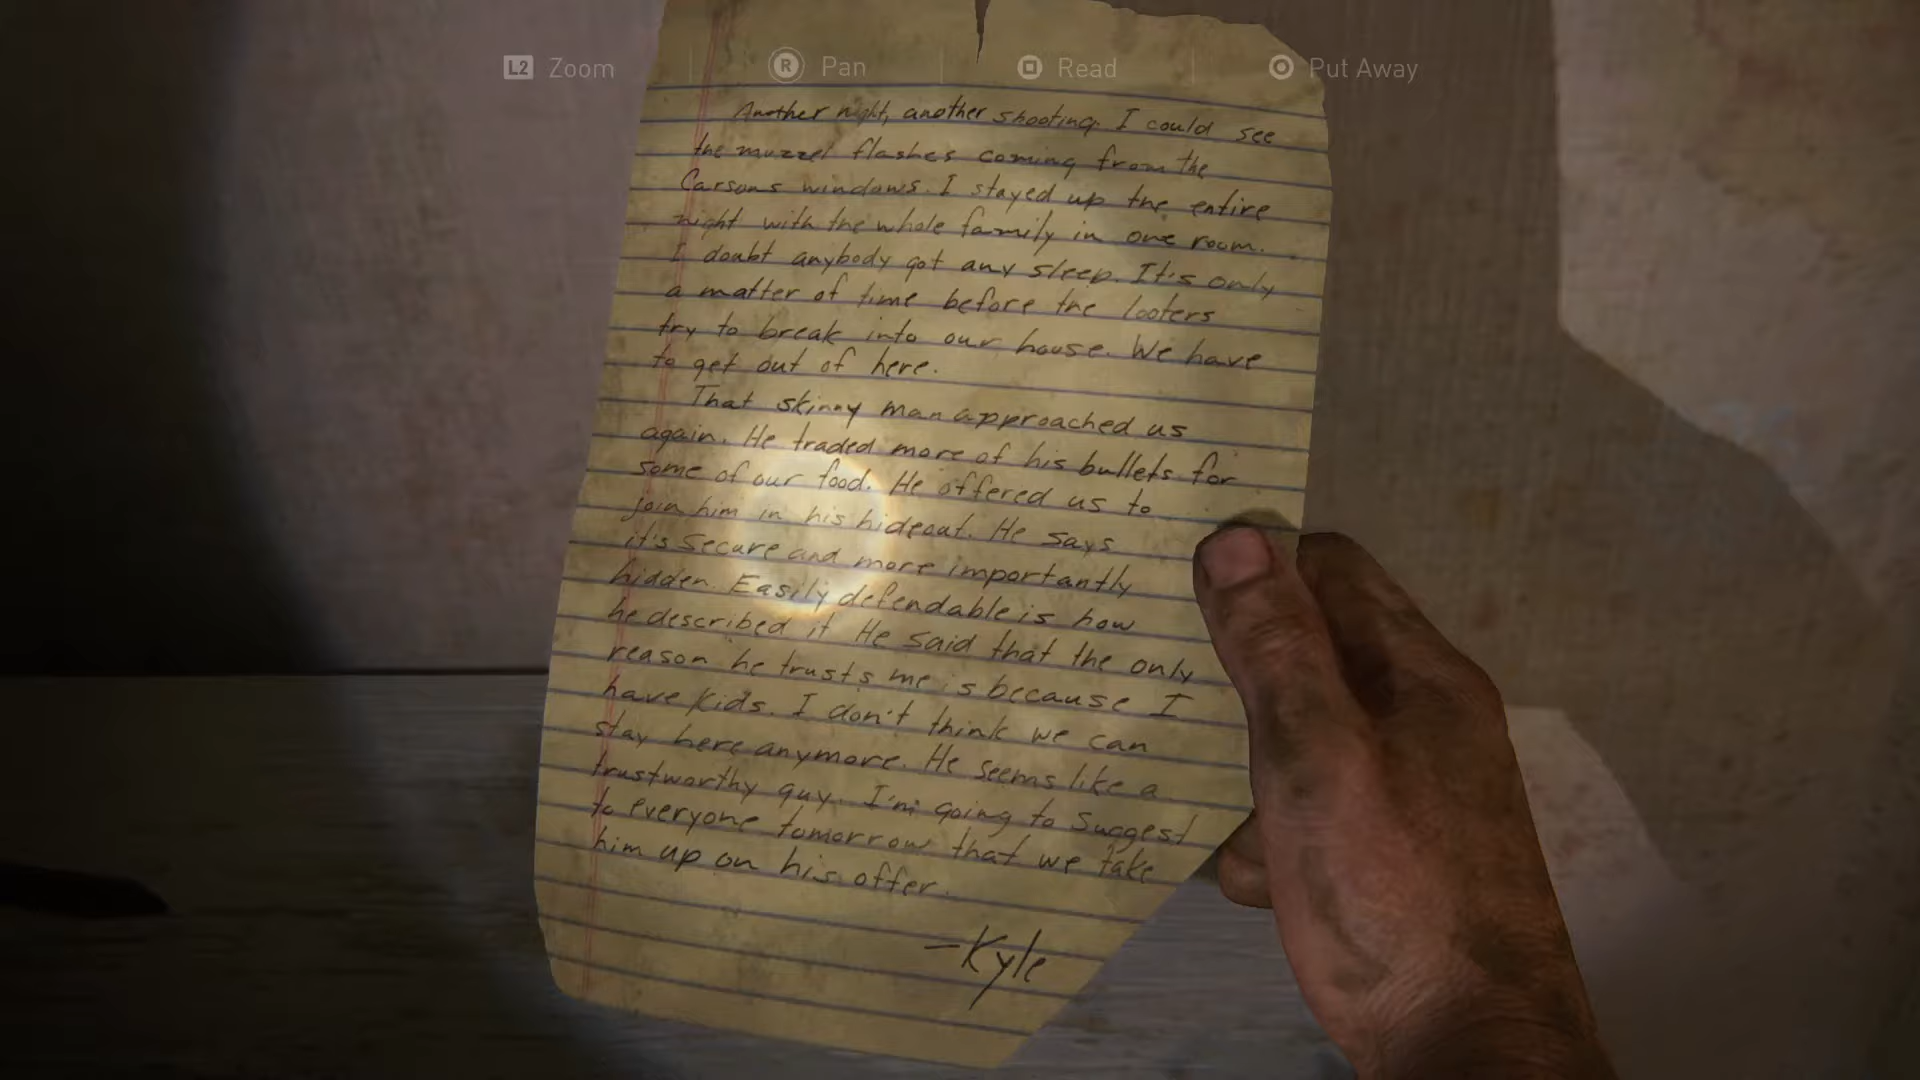 L2 Zoom R Pan Read Put Away
Another night, another shooting. I could see
the muzzel flashes coming from the
Carsons windows. I stayed up the entire
night with the whole family in one room.
I doubt anybody got any sleep. It's only
a matter of time before the looters
try to break into our house. We have
to get out of here.
That skinny man approached us
again. He traded more of his bullets for
some of our food. He offered us to
join him in his hideout. He says
it's secure and more importantly
hidden. Easily defendable is how
he described it. He said that the only
reason he trusts me is because I
have kids. I don't think we can
stay here anymore. He seems like a
trustworthy guy. I'm going to suggest
to everyone tomorrow that we take
him up on his offer.
-Kyle